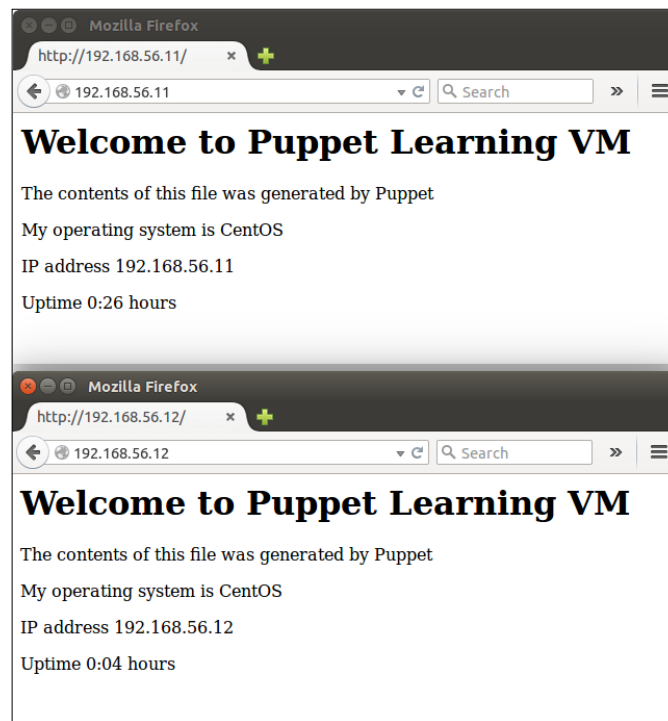 Mozilla Firefox
http://192.168.56.11/
192.168.56.11
Search
Welcome to Puppet Learning VM
The contents of this file was generated by Puppet
My operating system is CentOS
IP address 192.168.56.11
Uptime 0:26 hours
Mozilla Firefox
http://192.168.56.12/
192.168.56.12
Search
Welcome to Puppet Learning VM
The contents of this file was generated by Puppet
My operating system is CentOS
IP address 192.168.56.12
Uptime 0:04 hours